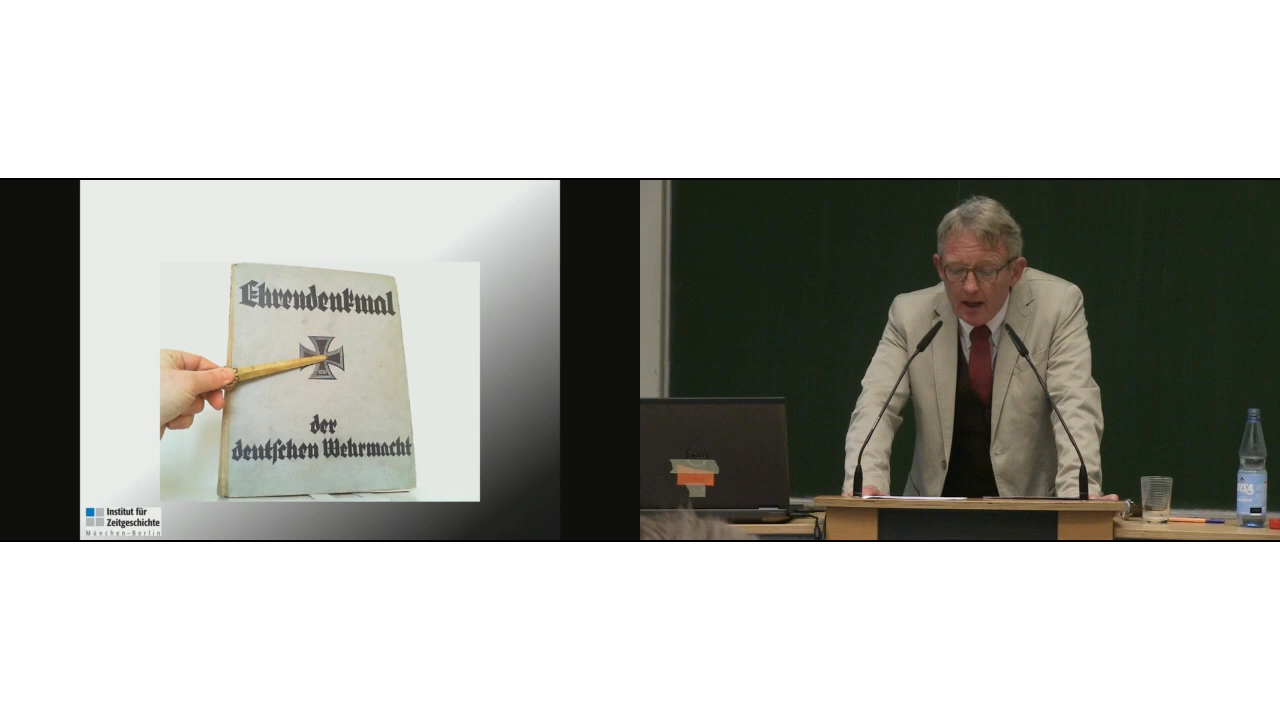 Ehrendenkmal
der
deutschen Wehrmacht
Institut für
Zeitgeschichte
München-Berlin